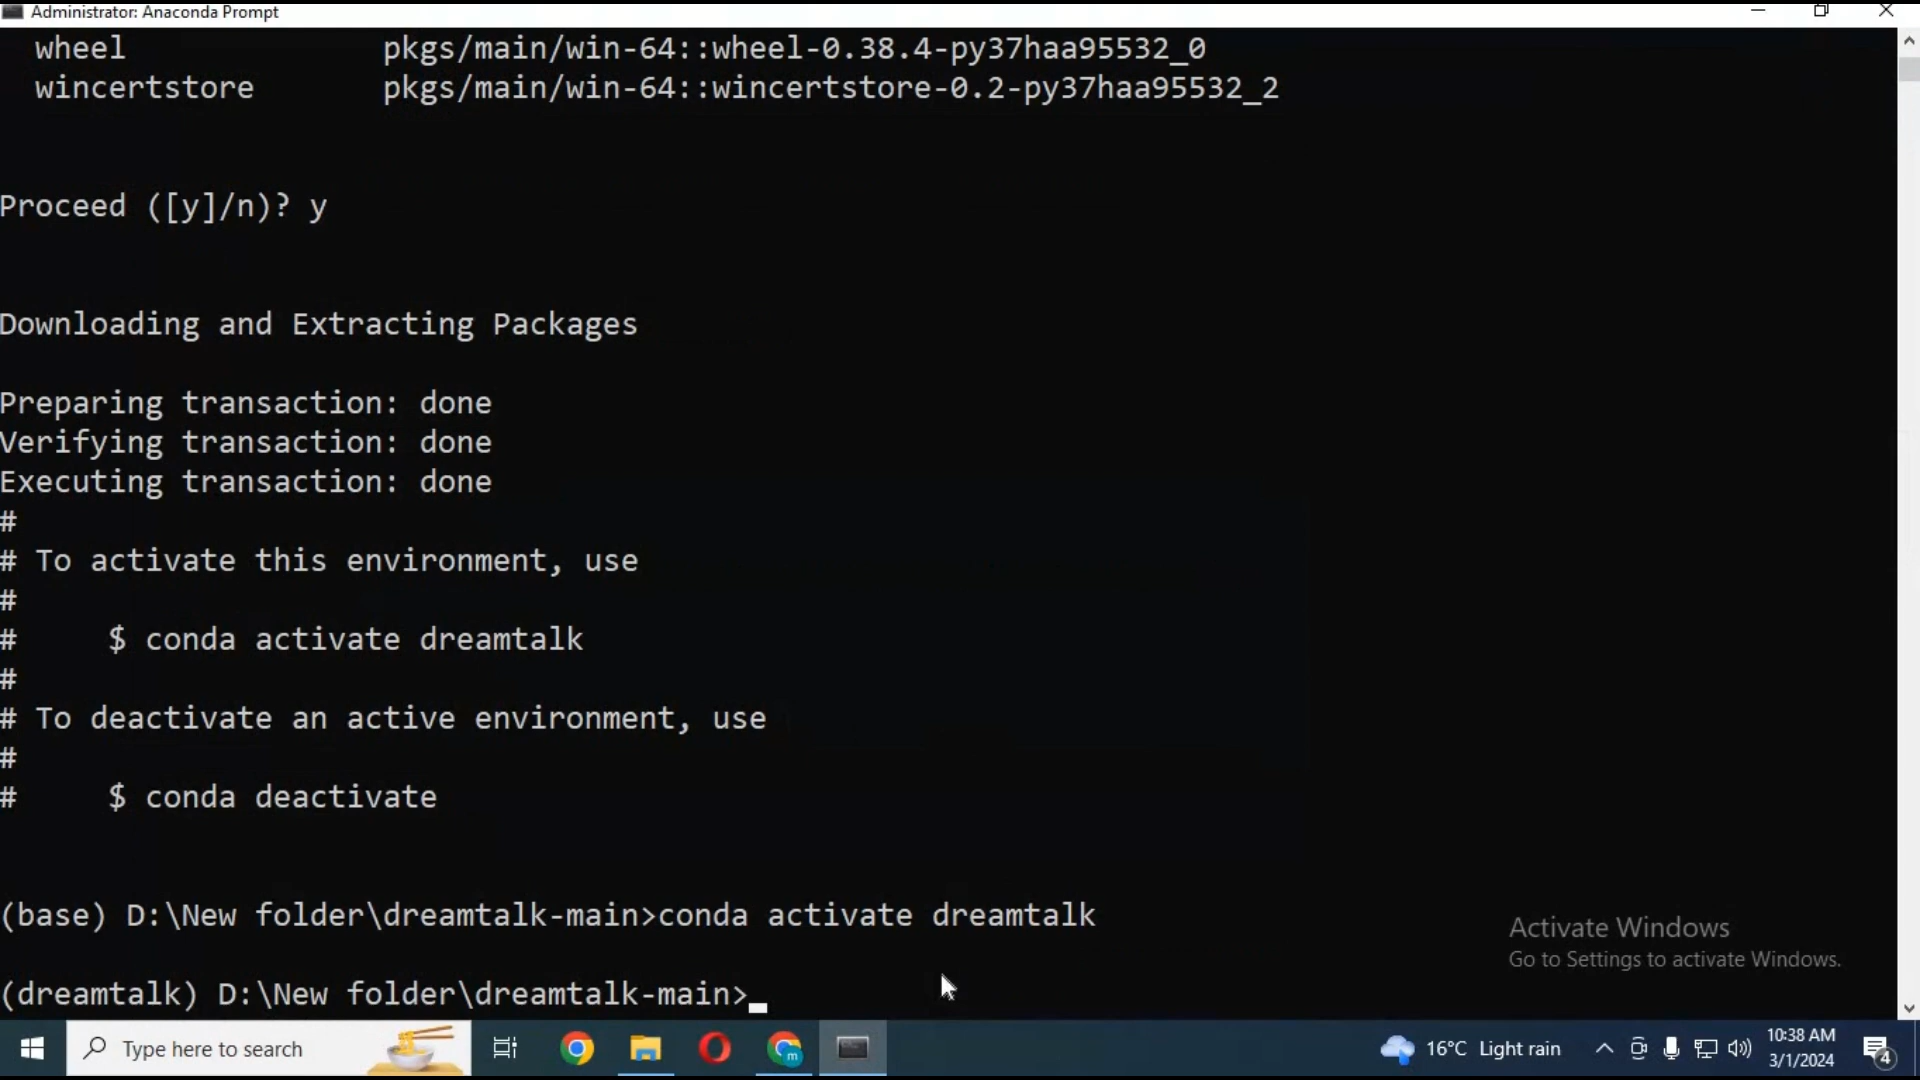 Administrator: Anaconda Prompt
wheel pkgs/main/win-64::wheel-0.38.4-py37haa95532_0
wincertstore pkgs/main/win-64::wincertstore-0.2-py37haa95532_2
Proceed ([y]/n)? y
Downloading and Extracting Packages
Preparing transaction: done
Verifying transaction: done
Executing transaction: done
#
# To activate this environment, use
#
# $ conda activate dreamtalk
#
# To deactivate an active environment, use
#
# $ conda deactivate
(base) D:\New folder\dreamtalk-main>conda activate dreamtalk
(dreamtalk) D:\New folder\dreamtalk-main>
Activate Windows
Go to Settings to activate Windows.
Type here to search
m
16°C Light rain
10:38 AM
3/1/2024
4